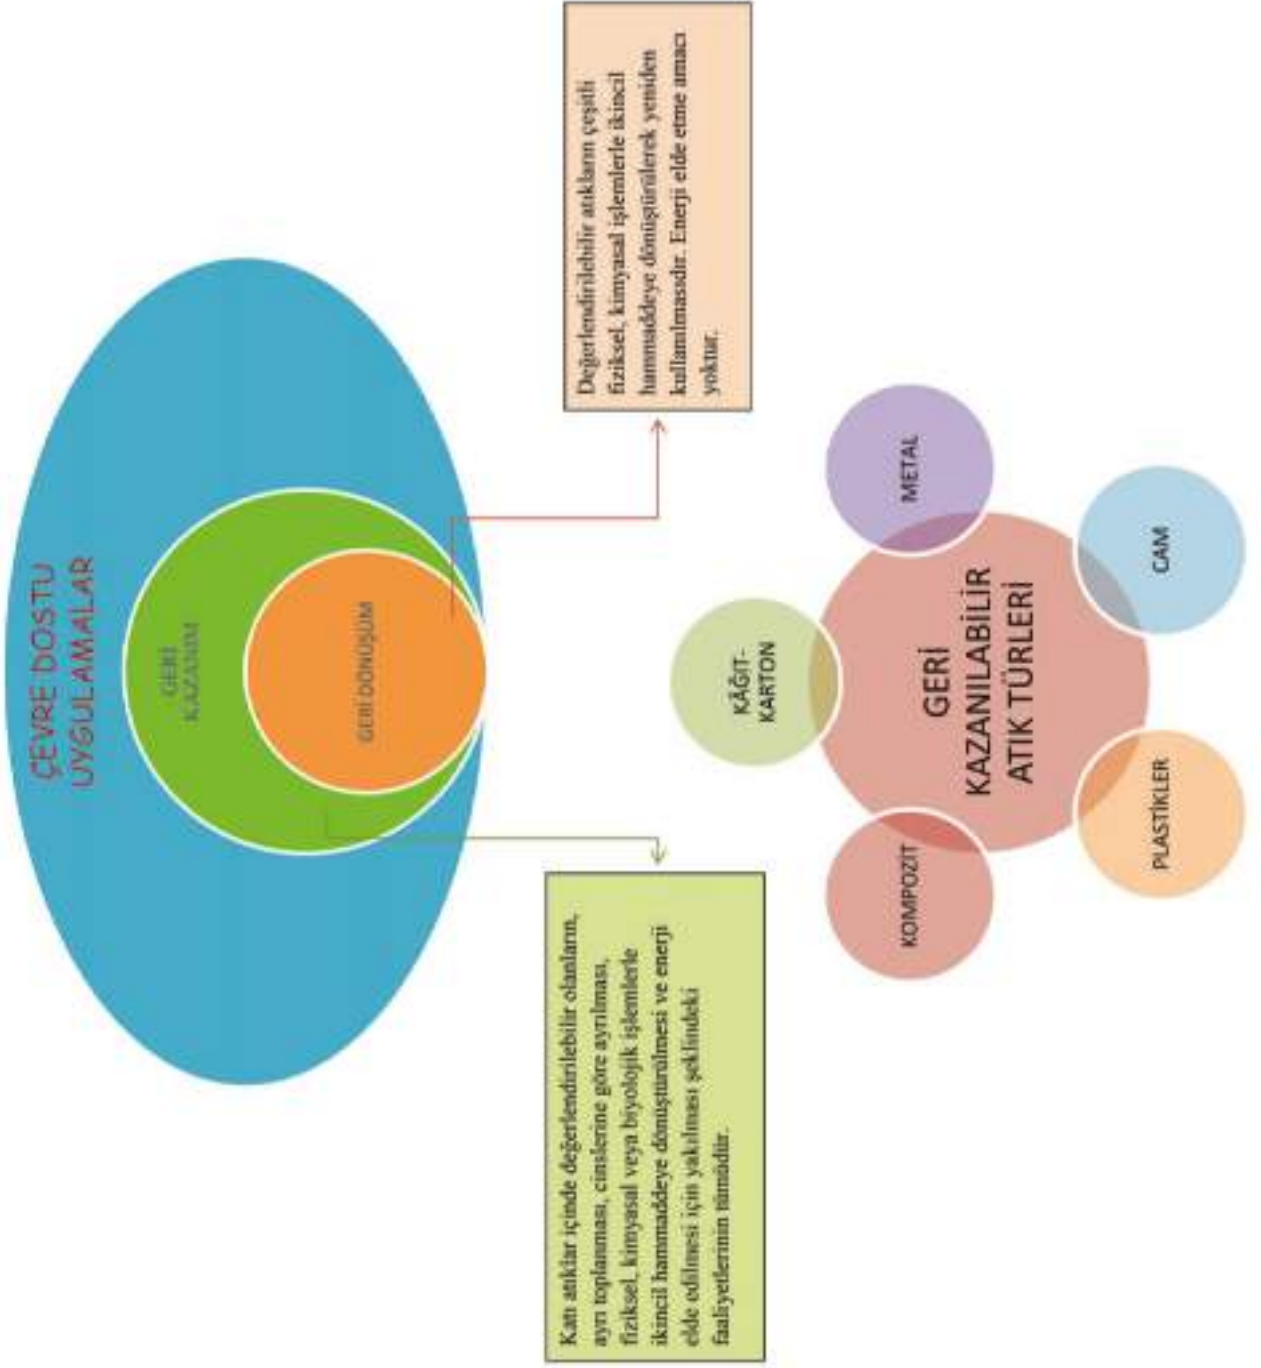 ÇEVRE DOSTU
UYGULAMALAR
GERİ
KAZANIM
GERİ DÖNÜŞÜM
Katı atıklar içinde değerlendirilebilir olanların,
ayrı toplanması, cinslerine göre ayrılması,
fiziksel, kimyasal veya biyolojik işlemlerle
ikincil hammaddeye dönüştürülmesi ve enerji
elde edilmesi için yakılması şeklindeki
faaliyetlerinin tümüdür.
Değerlendirilebilir atıkların çeşitli
fiziksel, kimyasal işlemlerle ikincil
hammaddeye dönüştürülerek yeniden
kullanılmasıdır. Enerji elde etme amacı
yoktur.
KÂĞIT-
KARTON
KOMPOZİT
METAL
GERİ
KAZANILABİLİR
ATIK TÜRLERİ
PLASTİKLER
CAM